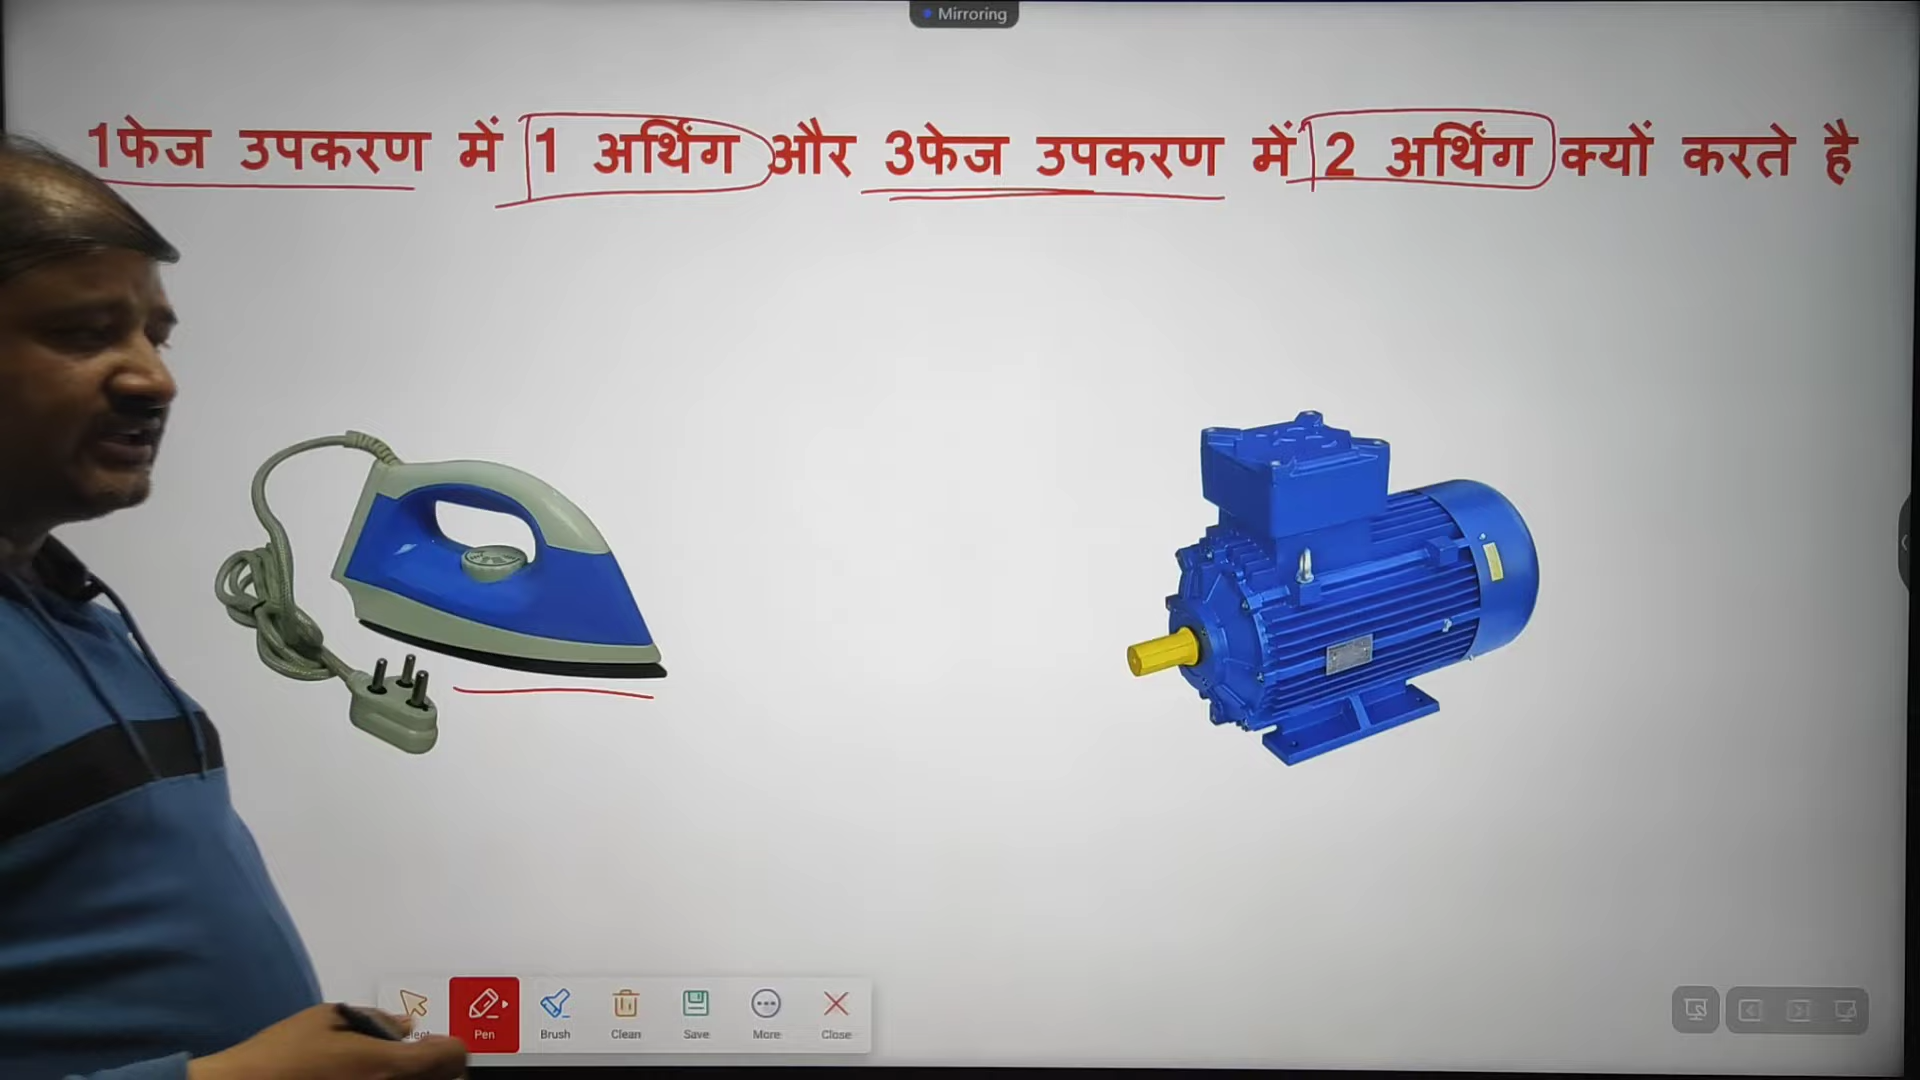 Mirroring
1फेज उपकरण में 1 अर्थिंग और 3फेज उपकरण में 2 अर्थिंग क्यों करते है
Pen Brush Clean Save More Close